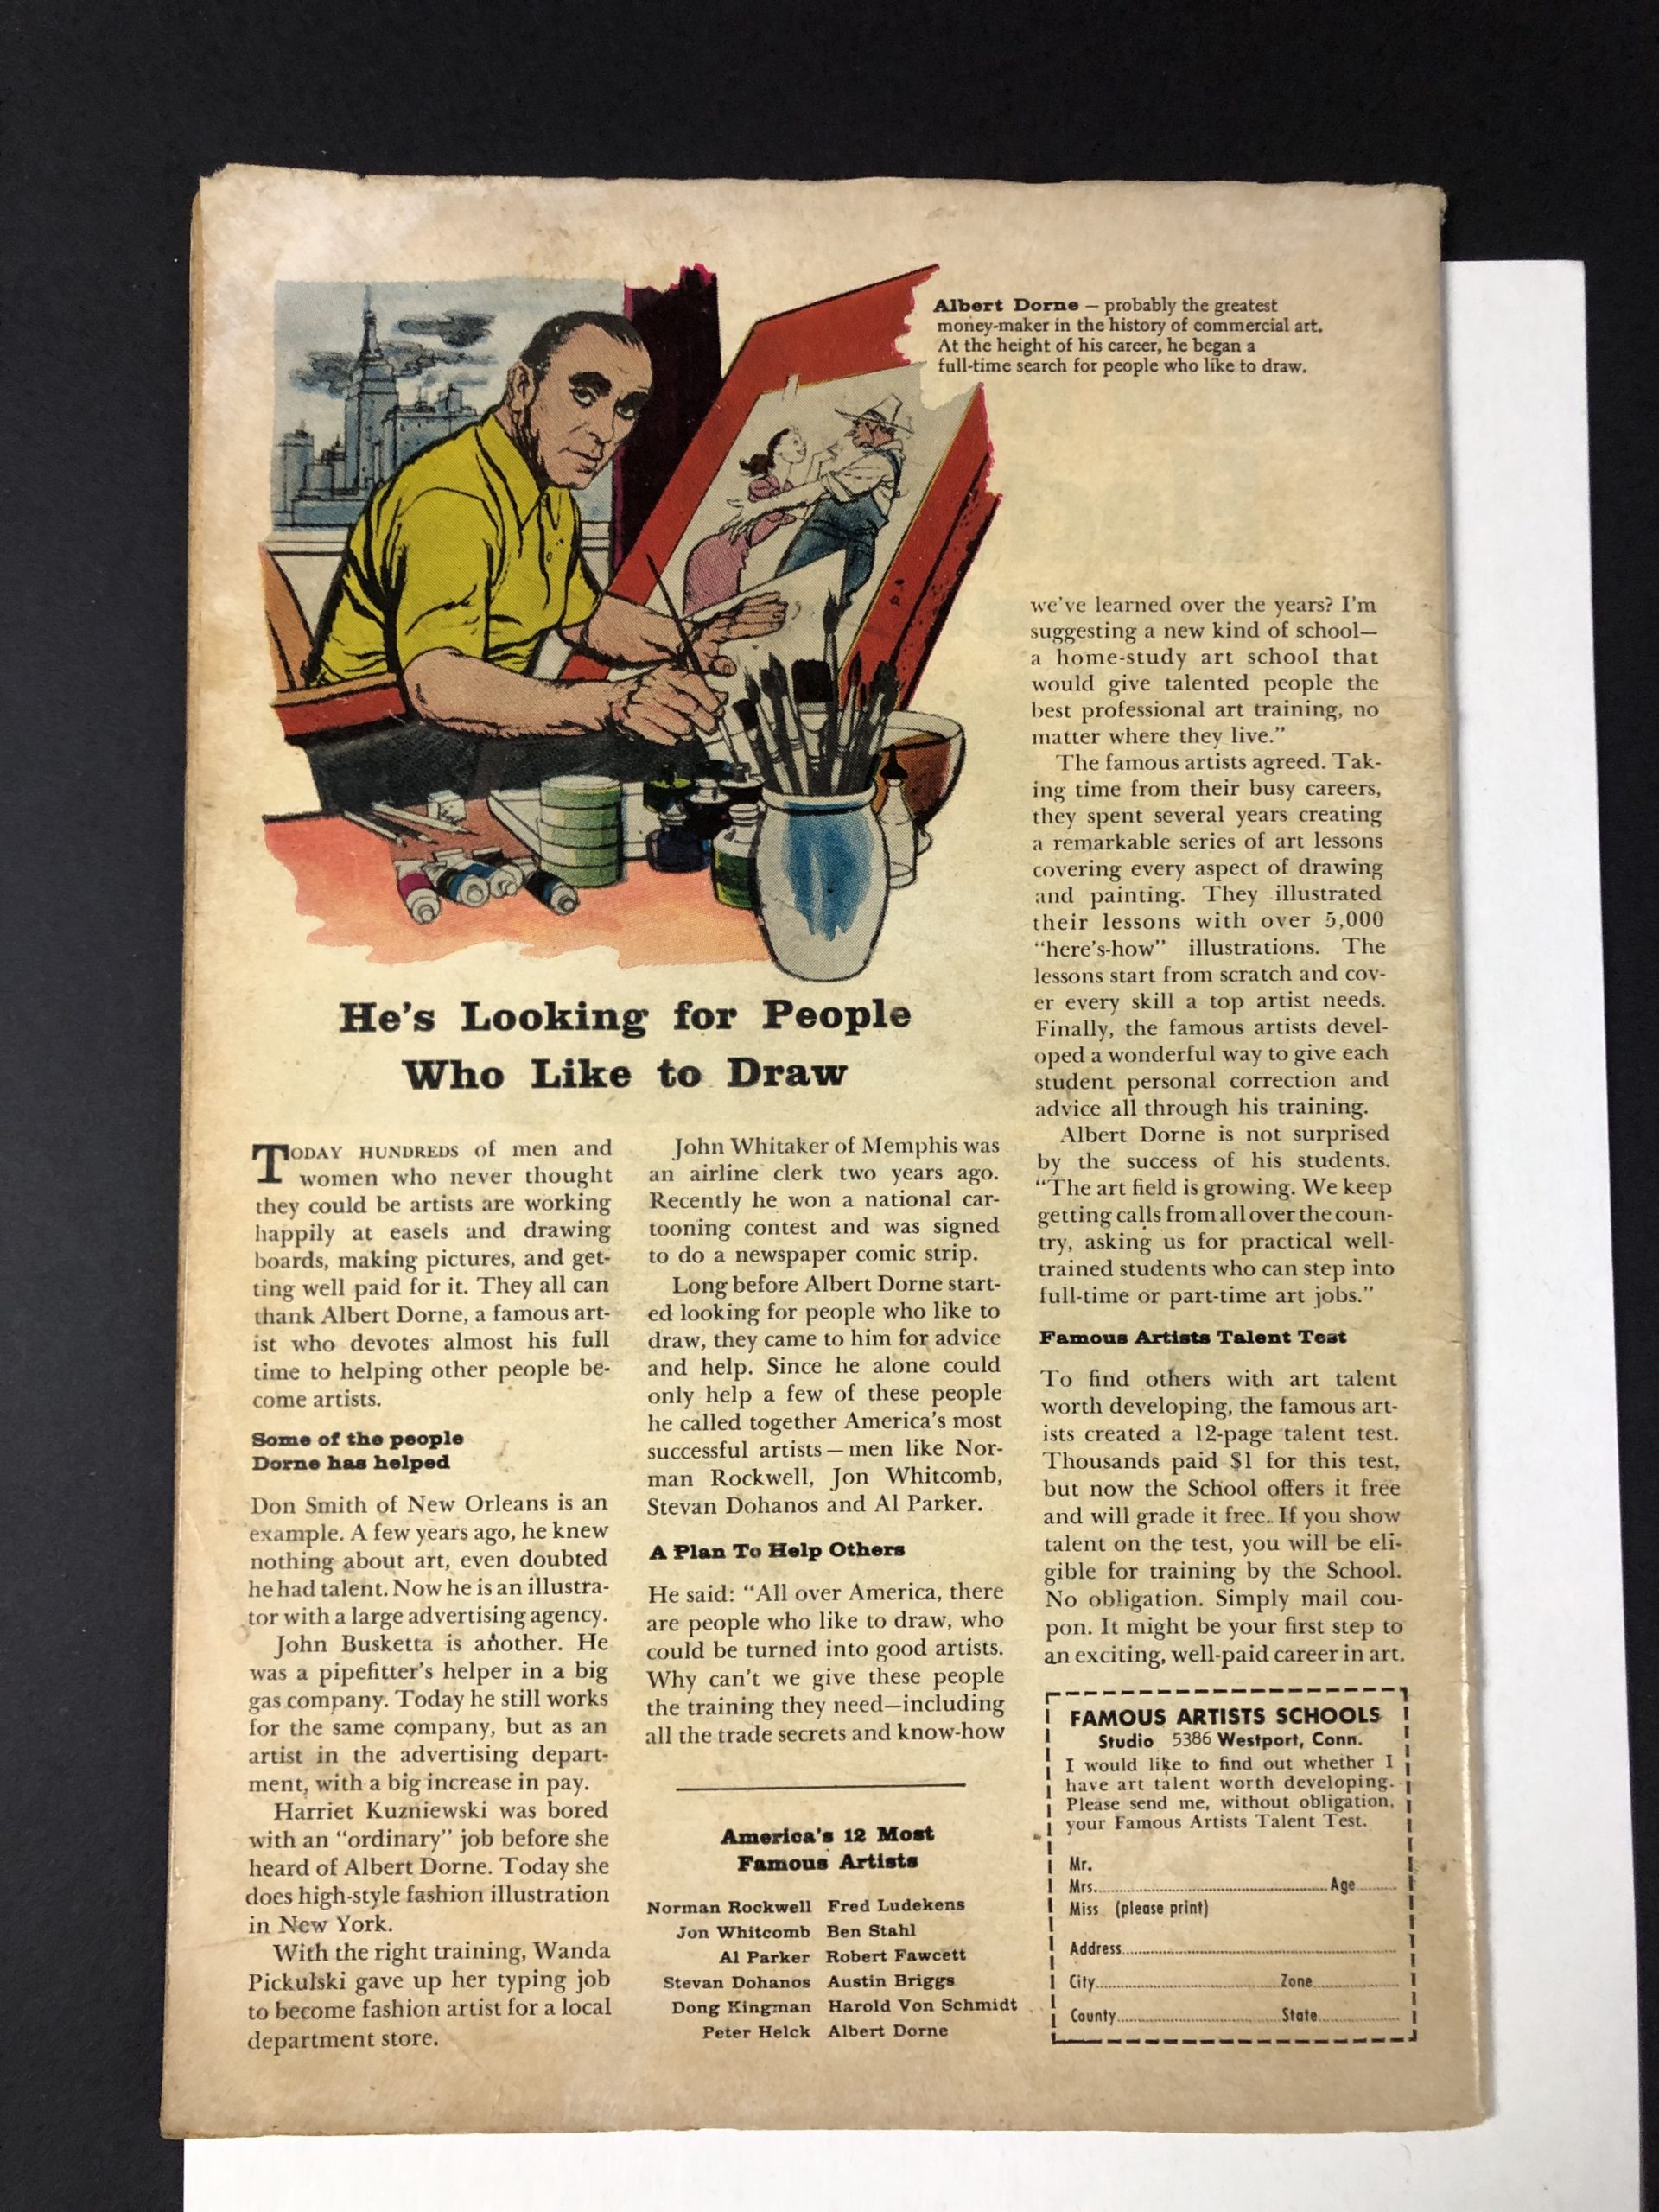 Albert Dorne — probably the greatest
money-maker in the history of commercial art.
At the height of his career, he began a
full-time search for people who like to draw.
He's Looking for People
Who Like to Draw
TODAY HUNDREDS of men and
women who never thought
they could be artists are working
happily at easels and drawing
boards, making pictures, and get-
ting well paid for it. They all can
thank Albert Dorne, a famous art-
ist who devotes almost his full
time to helping other people be-
come artists.
Some of the people
Dorne has helped
Don Smith of New Orleans is an
example. A few years ago, he knew
nothing about art, even doubted
he had talent. Now he is an illustra-
tor with a large advertising agency.
John Busketta is another. He
was a pipefitter's helper in a big
gas company. Today he still works
for the same company, but as an
artist in the advertising depart-
ment, with a big increase in pay.
Harriet Kuzniewski was bored
with an "ordinary" job before she
heard of Albert Dorne. Today she
does high-style fashion illustration
in New York.
With the right training, Wanda
Pickulski gave up her typing job
to become fashion artist for a local
department store.
John Whitaker of Memphis was
an airline clerk two years ago.
Recently he won a national car-
tooning contest and was signed
to do a newspaper comic strip.
Long before Albert Dorne start-
ed looking for people who like to
draw, they came to him for advice
and help. Since he alone could
only help a few of these people
he called together America's most
successful artists — men like Nor-
man Rockwell, Jon Whitcomb,
Stevan Dohanos and Al Parker.
A Plan To Help Others
He said: "All over America, there
are people who like to draw, who
could be turned into good artists.
Why can't we give these people
the training they need—including
all the trade secrets and know-how
America's 12 Most
Famous Artists
Norman Rockwell Fred Ludekens
Jon Whitcomb Ben Stahl
Al Parker Robert Fawcett
Stevan Dohanos Austin Briggs
Dong Kingman Harold Von Schmidt
Peter Helck Albert Dorne
we've learned over the years? I'm
suggesting a new kind of school—
a home-study art school that
would give talented people the
best professional art training, no
matter where they live."
The famous artists agreed. Tak-
ing time from their busy careers,
they spent several years creating
a remarkable series of art lessons
covering every aspect of drawing
and painting. They illustrated
their lessons with over 5,000
"here's-how" illustrations. The
lessons start from scratch and cov-
er every skill a top artist needs.
Finally, the famous artists devel-
oped a wonderful way to give each
student personal correction and
advice all through his training.
Albert Dorne is not surprised
by the success of his students.
"The art field is growing. We keep
getting calls from all over the coun-
try, asking us for practical well-
trained students who can step into
full-time or part-time art jobs."
Famous Artists Talent Test
To find others with art talent
worth developing, the famous art-
ists created a 12-page talent test.
Thousands paid $1 for this test,
but now the School offers it free
and will grade it free. If you show
talent on the test, you will be eli-
gible for training by the School.
No obligation. Simply mail cou-
pon. It might be your first step to
an exciting, well-paid career in art.
FAMOUS ARTISTS SCHOOLS
Studio 5386 Westport, Conn.
I would like to find out whether I
have art talent worth developing.
Please send me, without obligation,
your Famous Artists Talent Test.
Mr.
Mrs. Age
Miss (please print)
Address
City Zone
County State